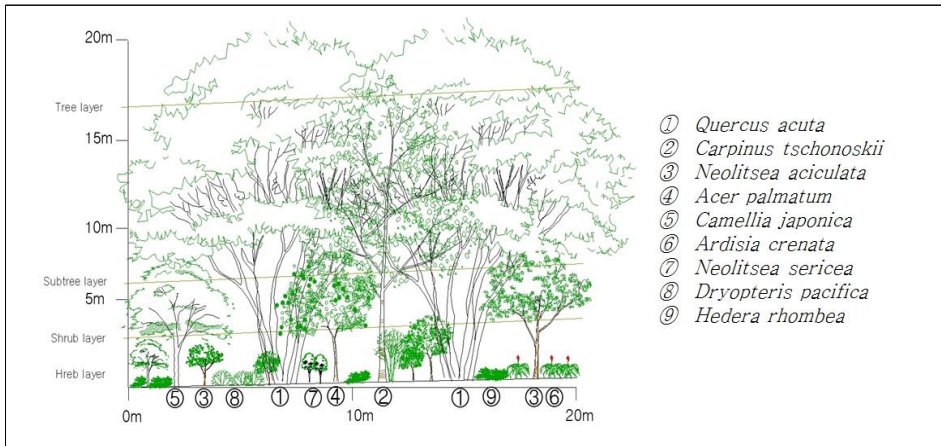 20m
Tree layer
15m
10m
Subtree layer
5m
Shrub layer
Hreb layer
⑤ ③ ⑧ ① ⑦ ④ ② ① ⑨ ③ ⑥
0m 10m 20m
① Quercus acuta
② Carpinus tschonoskii
③ Neolitsea aciculata
④ Acer palmatum
⑤ Camellia japonica
⑥ Ardisia crenata
⑦ Neolitsea sericea
⑧ Dryopteris pacifica
⑨ Hedera rhombea